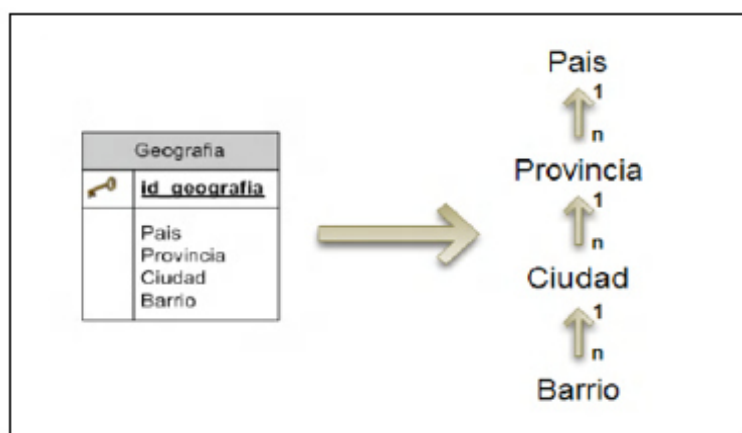 Geografia
id_geografia
Pais
Provincia
Ciudad
Barrio
Pais
1
n
Provincia
1
n
Ciudad
1
n
Barrio